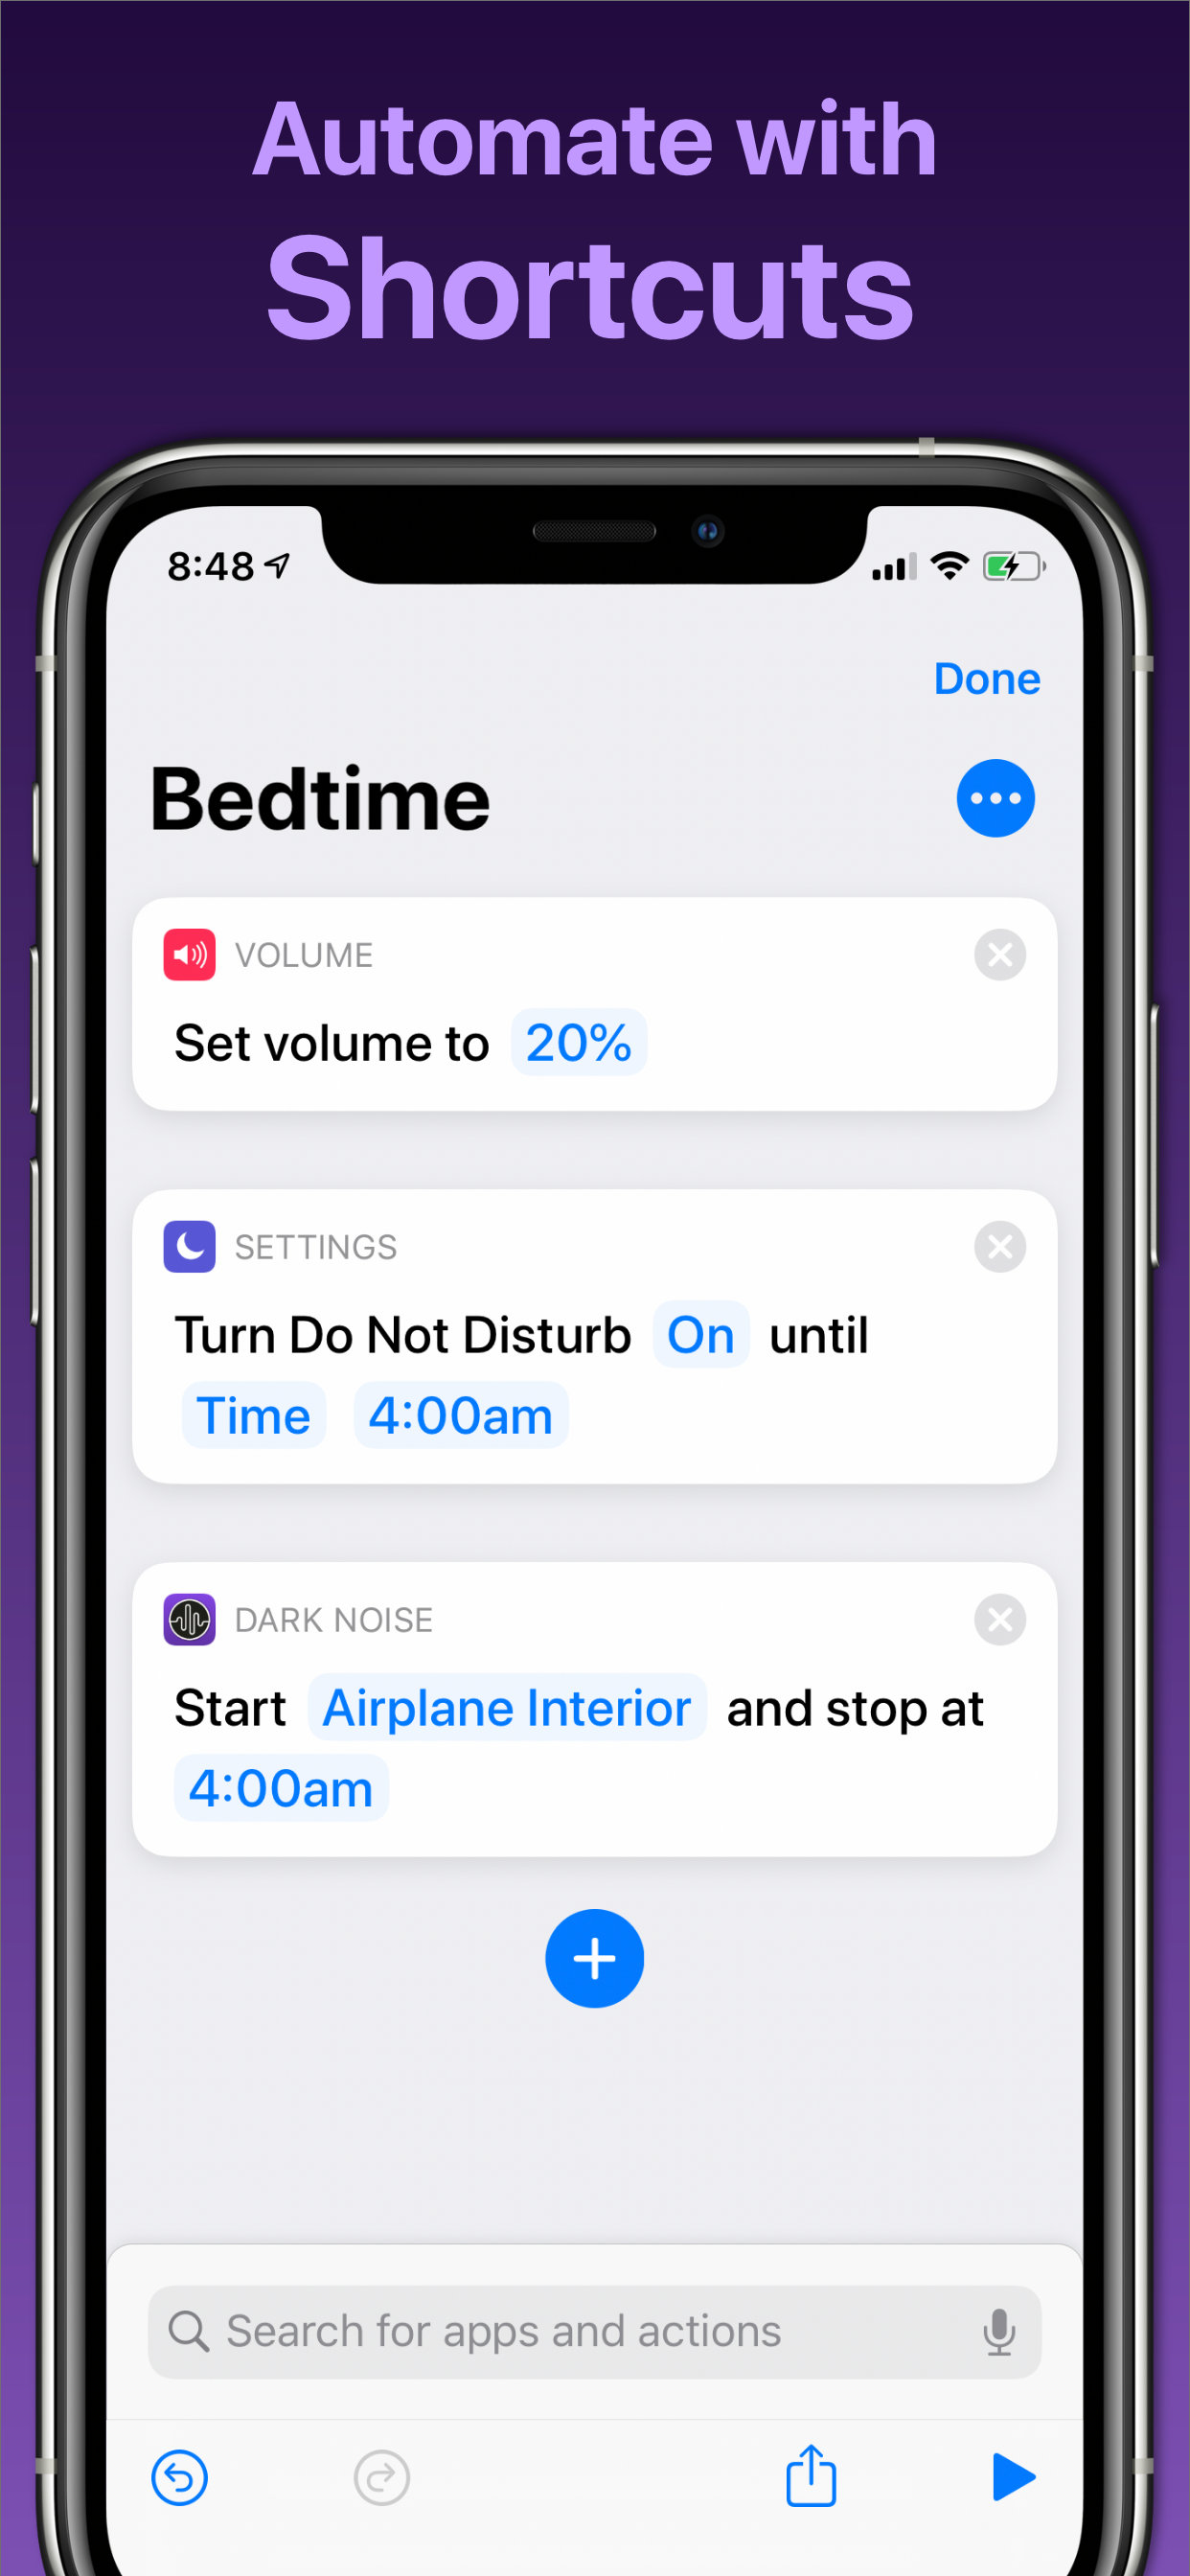 Automate with
Shortcuts
8:48
Done
Bedtime
VOLUME
Set volume to 20%
SETTINGS
Turn Do Not Disturb On until
Time 4:00am
DARK NOISE
Start Airplane Interior and stop at
4:00am
Search for apps and actions